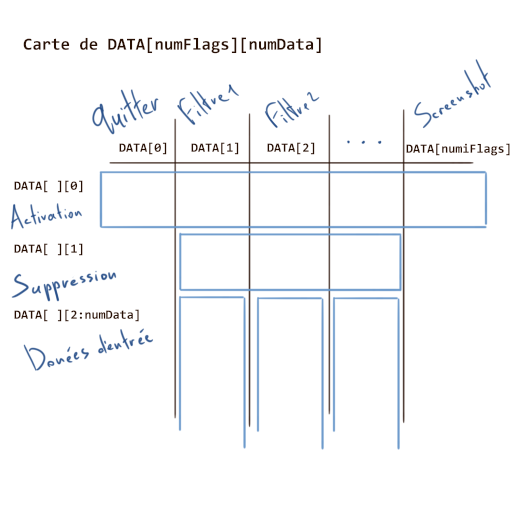 Carte de DATA[numFlags][numData]
Quitter Filtre1 Filtre2 Screenshot
DATA[0] DATA[1] DATA[2] ... DATA[numiFlags]
DATA[ ][0]
Activation
DATA[ ][1]
Suppression
DATA[ ][2:numData]
Donées d'entrée